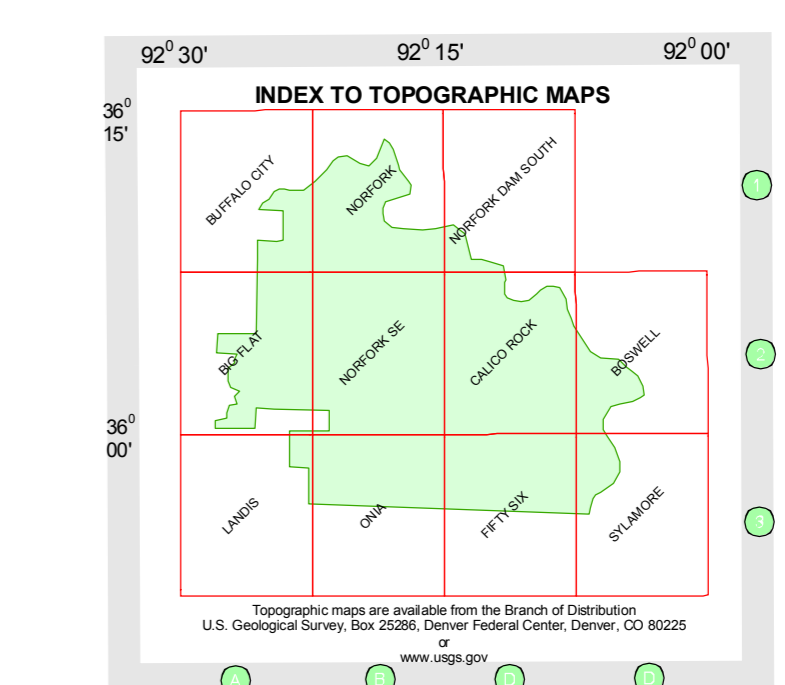 92⁰ 30' 92⁰ 15' 92⁰ 00'
INDEX TO TOPOGRAPHIC MAPS
36⁰
15'
BUFFALO CITY
NORFORK
NORFORK DAM SOUTH
1
BIG FLAT
NORFORK SE
CALICO ROCK
BOSWELL
2
36⁰
00'
LANDIS
ONIA
FIFTY SIX
SYLAMORE
3
Topographic maps are available from the Branch of Distribution
U.S. Geological Survey, Box 25286, Denver Federal Center, Denver, CO 80225
or
www.usgs.gov
A B D D